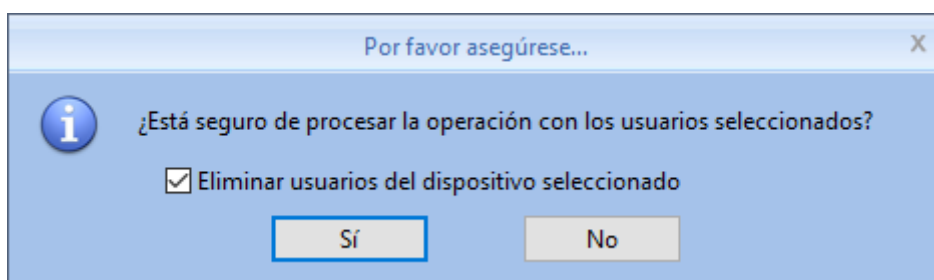 Por favor asegúrese...
X
¿Está seguro de procesar la operación con los usuarios seleccionados?
Eliminar usuarios del dispositivo seleccionado
Sí No